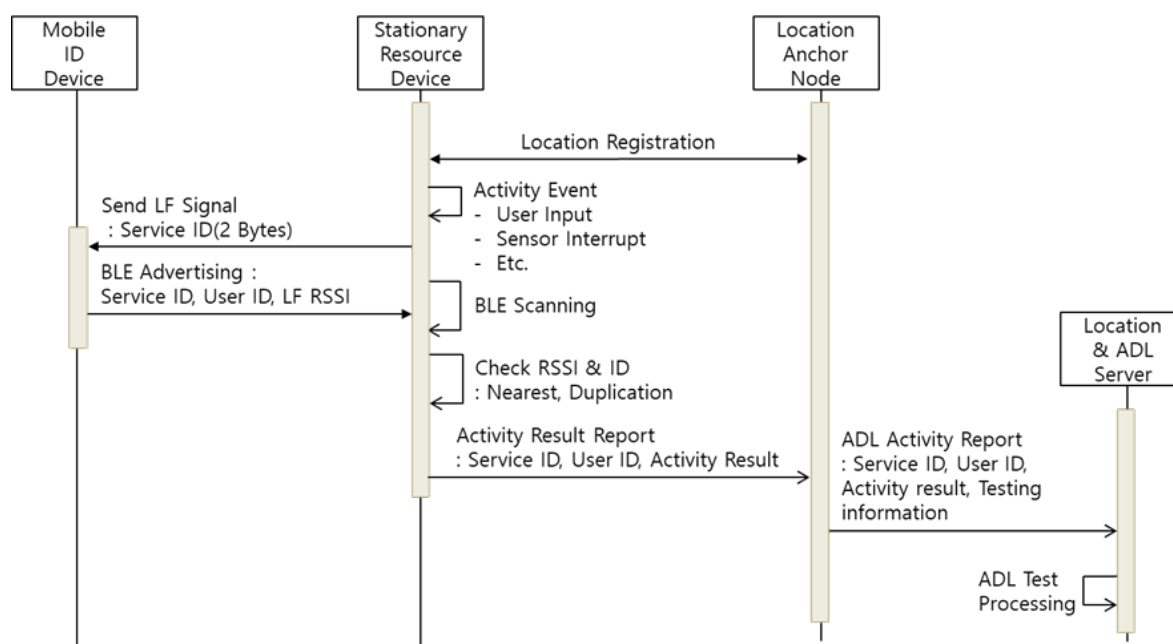 Mobile
ID
Device
Stationary
Resource
Device
Location
Anchor
Node
Location Registration
Activity Event
- User Input
- Sensor Interrupt
- Etc.
Send LF Signal
: Service ID(2 Bytes)
BLE Advertising :
Service ID, User ID, LF RSSI
BLE Scanning
Location
& ADL
Server
Check RSSI & ID
: Nearest, Duplication
Activity Result Report
: Service ID, User ID, Activity Result
ADL Activity Report
: Service ID, User ID,
Activity result, Testing
information
ADL Test
Processing